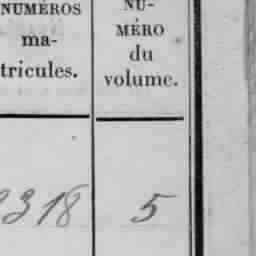 NUMÉROS
ma-
tricules.
NU-
MÉRO
du
volume.
318
5